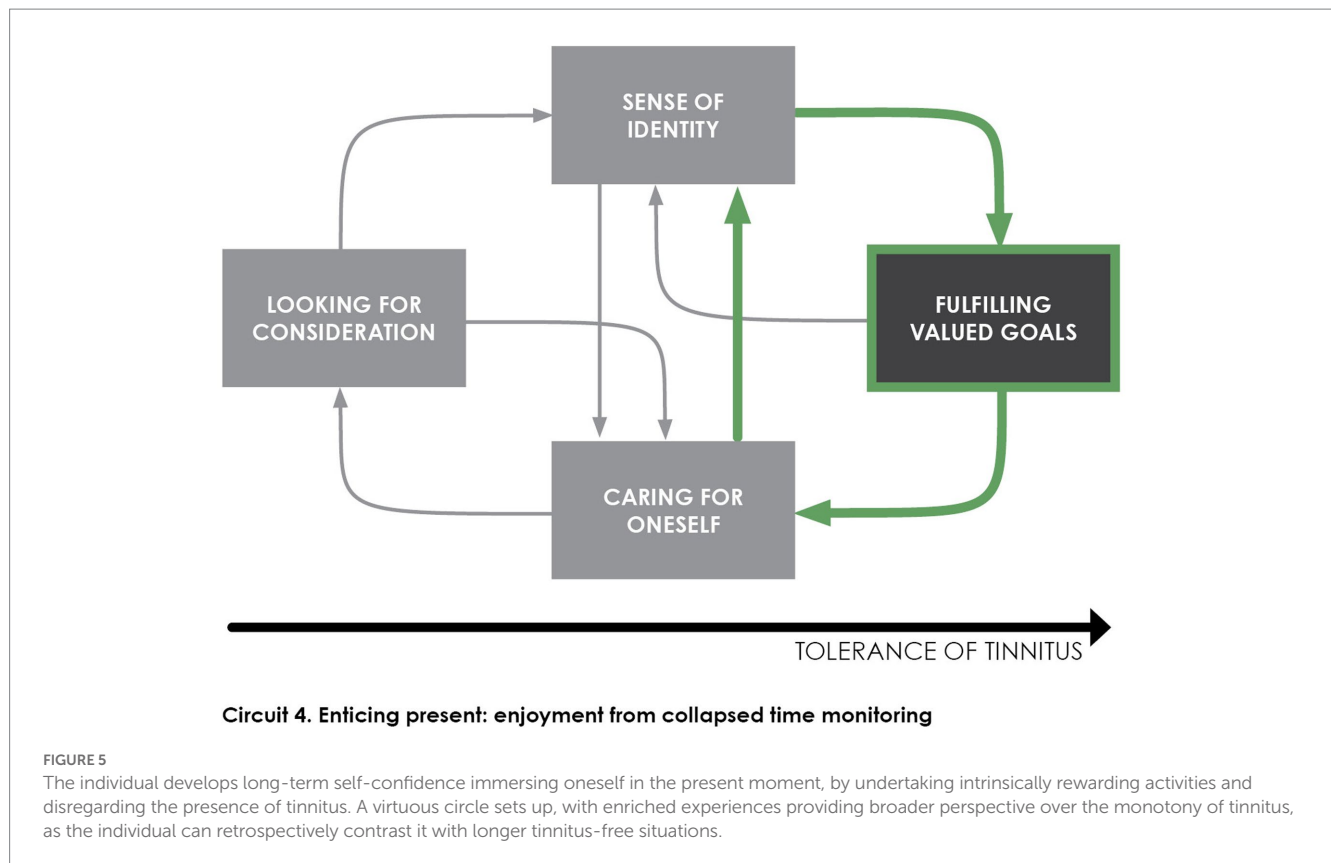 SENSE OF
IDENTITY
LOOKING FOR
CONSIDERATION
FULFILLING
VALUED GOALS
CARING FOR
ONESELF
TOLERANCE OF TINNITUS
Circuit 4. Enticing present: enjoyment from collapsed time monitoring
FIGURE 5
The individual develops long-term self-confidence immersing oneself in the present moment, by undertaking intrinsically rewarding activities and
disregarding the presence of tinnitus. A virtuous circle sets up, with enriched experiences providing broader perspective over the monotony of tinnitus,
as the individual can retrospectively contrast it with longer tinnitus-free situations.